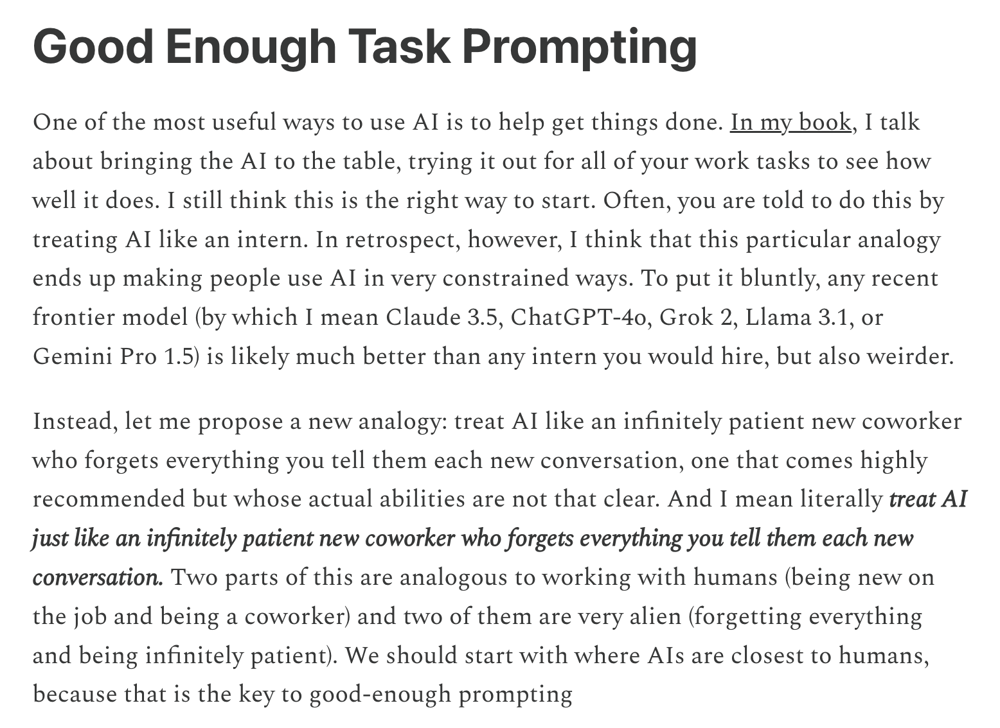 Good Enough Task Prompting
One of the most useful ways to use AI is to help get things done. In my book, I talk
about bringing the AI to the table, trying it out for all of your work tasks to see how
well it does. I still think this is the right way to start. Often, you are told to do this by
treating AI like an intern. In retrospect, however, I think that this particular analogy
ends up making people use AI in very constrained ways. To put it bluntly, any recent
frontier model (by which I mean Claude 3.5, ChatGPT-4o, Grok 2, Llama 3.1, or
Gemini Pro 1.5) is likely much better than any intern you would hire, but also weirder.
Instead, let me propose a new analogy: treat AI like an infinitely patient new coworker
who forgets everything you tell them each new conversation, one that comes highly
recommended but whose actual abilities are not that clear. And I mean literally treat AI
just like an infinitely patient new coworker who forgets everything you tell them each new
conversation. Two parts of this are analogous to working with humans (being new on
the job and being a coworker) and two of them are very alien (forgetting everything
and being infinitely patient). We should start with where AIs are closest to humans,
because that is the key to good-enough prompting